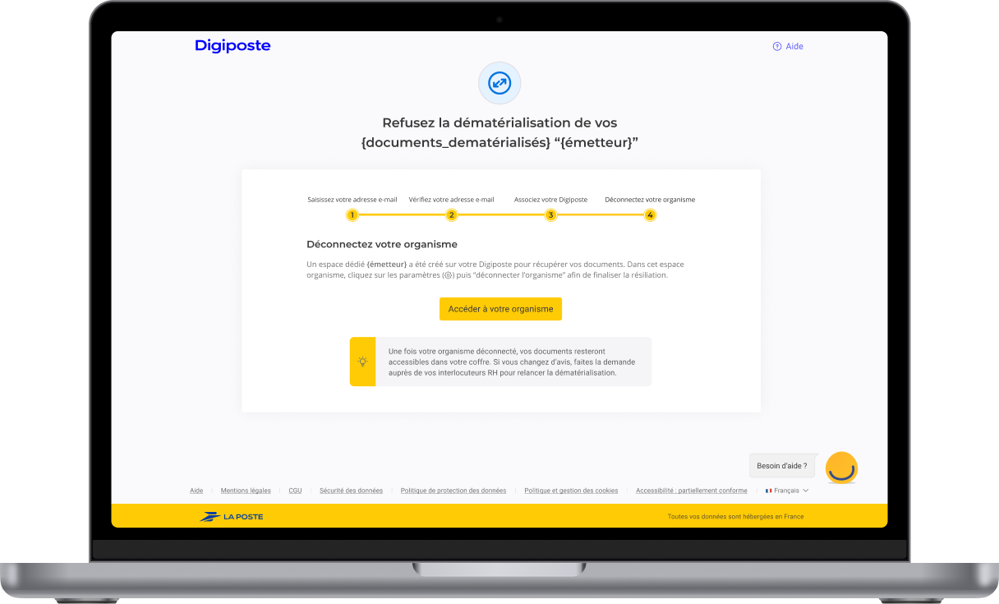 Digiposte
Aide
Refusez la dématérialisation de vos
{documents_dematérialisés} “{émetteur}”
Saisissez votre adresse e-mail
Vérifiez votre adresse e-mail
Associez votre Digiposte
Déconnectez votre organisme
1
2
3
4
Déconnectez votre organisme
Un espace dédié {émetteur} a été créé sur votre Digiposte pour récupérer vos documents. Dans cet espace
organisme, cliquez sur les paramètres () puis “déconnecter l’organisme” afin de finaliser la résiliation.
Accéder à votre organisme
Une fois votre organisme déconnecté, vos documents resteront
accessibles dans votre coffre. Si vous changez d’avis, faites la demande
auprès de vos interlocuteurs RH pour relancer la dématérialisation.
Besoin d’aide ?
Aide
Mentions légales
CGU
Sécurité des données
Politique de protection des données
Politique et gestion des cookies
Accessibilité : partiellement conforme
Français
LA POSTE
Toutes vos données sont hébergées en France